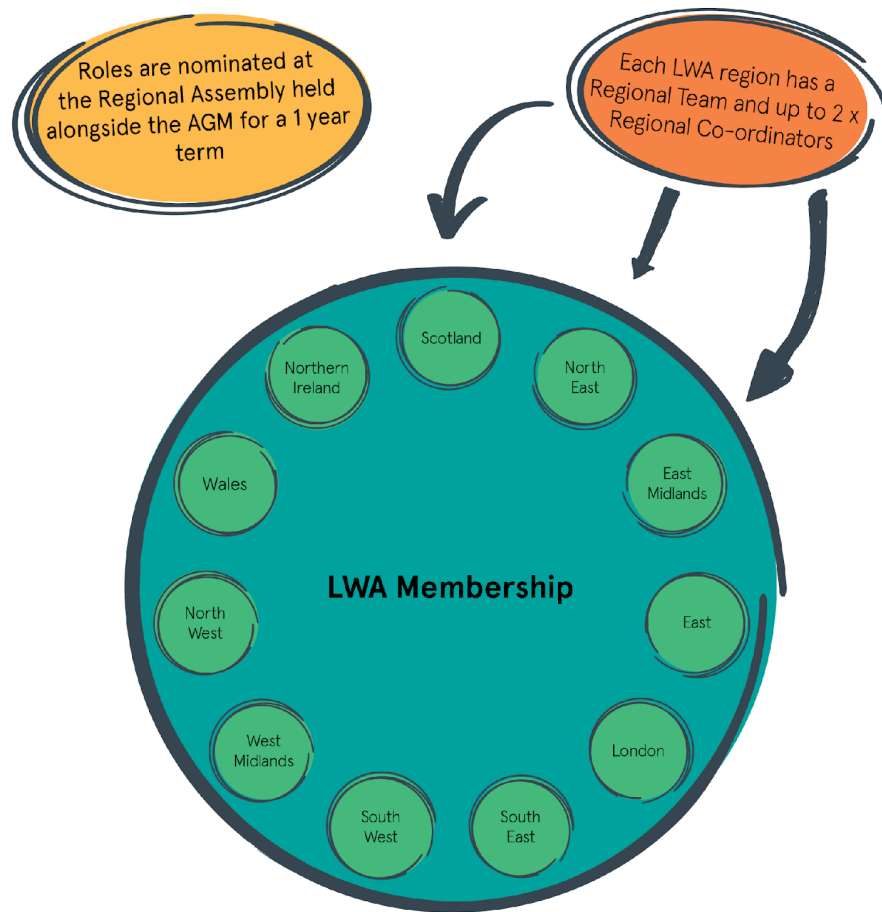 Roles are nominated at
the Regional Assembly held
alongside the AGM for a 1 year
term
Each LWA region has a
Regional Team and up to 2 x
Regional Co-ordinators
Scotland
Northern
Ireland
North
East
Wales
East
Midlands
LWA Membership
North
West
East
West
Midlands
London
South
West
South
East